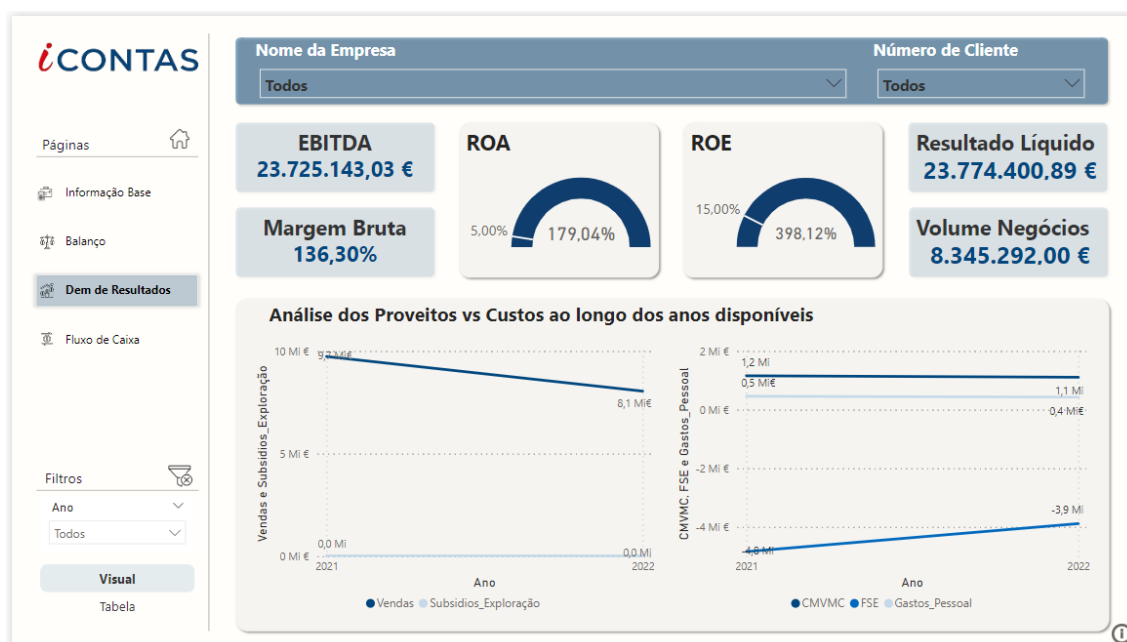 iCONTAS
Nome da Empresa
Todos
Número de Cliente
Todos
Páginas
Informação Base
Balanço
Dem de Resultados
Fluxo de Caixa
Filtros
Ano
Todos
Visual
Tabela
EBITDA
23.725.143,03 €
Margem Bruta
136,30%
ROA
5,00%
179,04%
ROE
15,00%
398,12%
Resultado Líquido
23.774.400,89 €
Volume Negócios
8.345.292,00 €
Análise dos Proveitos vs Custos ao longo dos anos disponíveis
Vendas e Subsidios_Exploração
10 Mi €
5 Mi €
0 Mi €
9,7 Mi€
8,1 Mi€
0,0 Mi
0,0 Mi
2021
2022
Ano
Vendas
Subsidios_Exploração
CMVMC, FSE e Gastos_Pessoal
2 Mi €
0 Mi €
-2 Mi €
-4 Mi €
1,2 Mi
0,5 Mi€
1,1 Mi
0,4 Mi€
-4,8 Mi
-3,9 Mi
2021
2022
Ano
CMVMC
FSE
Gastos_Pessoal